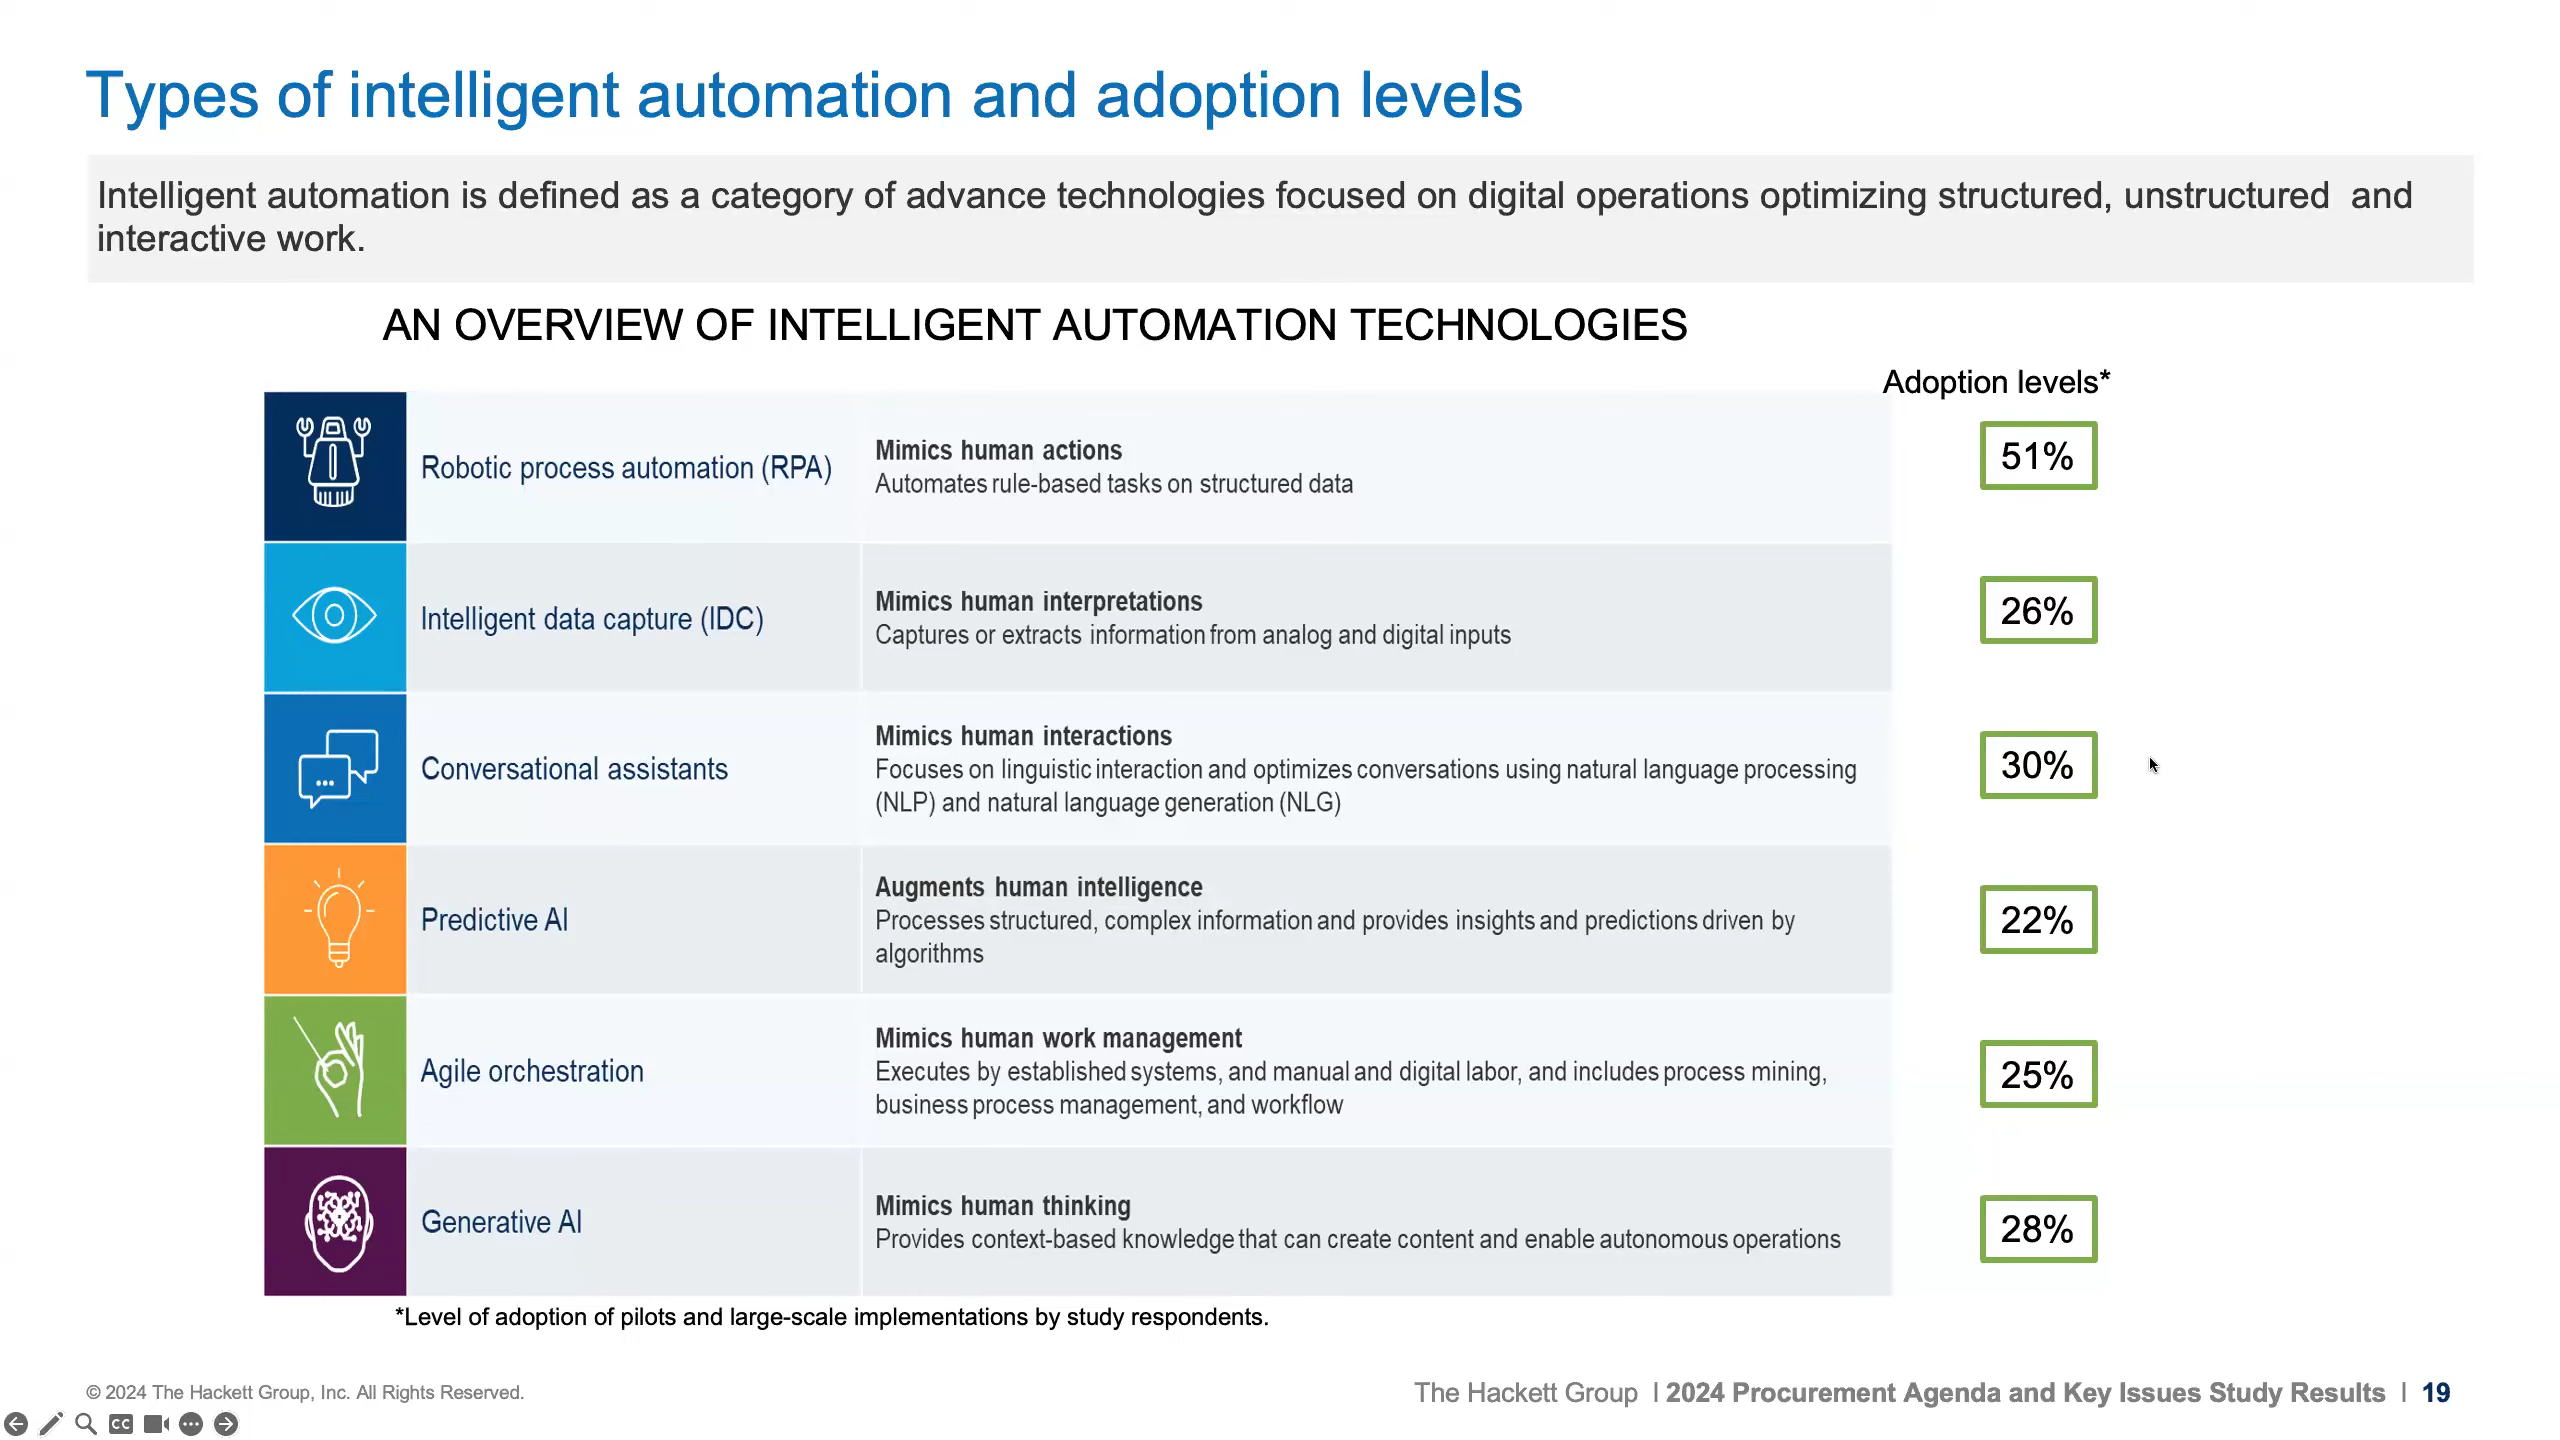 Types of intelligent automation and adoption levels
Intelligent automation is defined as a category of advance technologies focused on digital operations optimizing structured, unstructured and
interactive work.
AN OVERVIEW OF INTELLIGENT AUTOMATION TECHNOLOGIES
Adoption levels*
Robotic process automation (RPA)
Mimics human actions
Automates rule-based tasks on structured data
51%
Intelligent data capture (IDC)
Mimics human interpretations
Captures or extracts information from analog and digital inputs
26%
Conversational assistants
Mimics human interactions
Focuses on linguistic interaction and optimizes conversations using natural language processing
(NLP) and natural language generation (NLG)
30%
Predictive AI
Augments human intelligence
Processes structured, complex information and provides insights and predictions driven by
algorithms
22%
Agile orchestration
Mimics human work management
Executes by established systems, and manual and digital labor, and includes process mining,
business process management, and workflow
25%
Generative AI
Mimics human thinking
Provides context-based knowledge that can create content and enable autonomous operations
28%
*Level of adoption of pilots and large-scale implementations by study respondents.
© 2024 The Hackett Group, Inc. All Rights Reserved.
The Hackett Group | 2024 Procurement Agenda and Key Issues Study Results | 19
CC